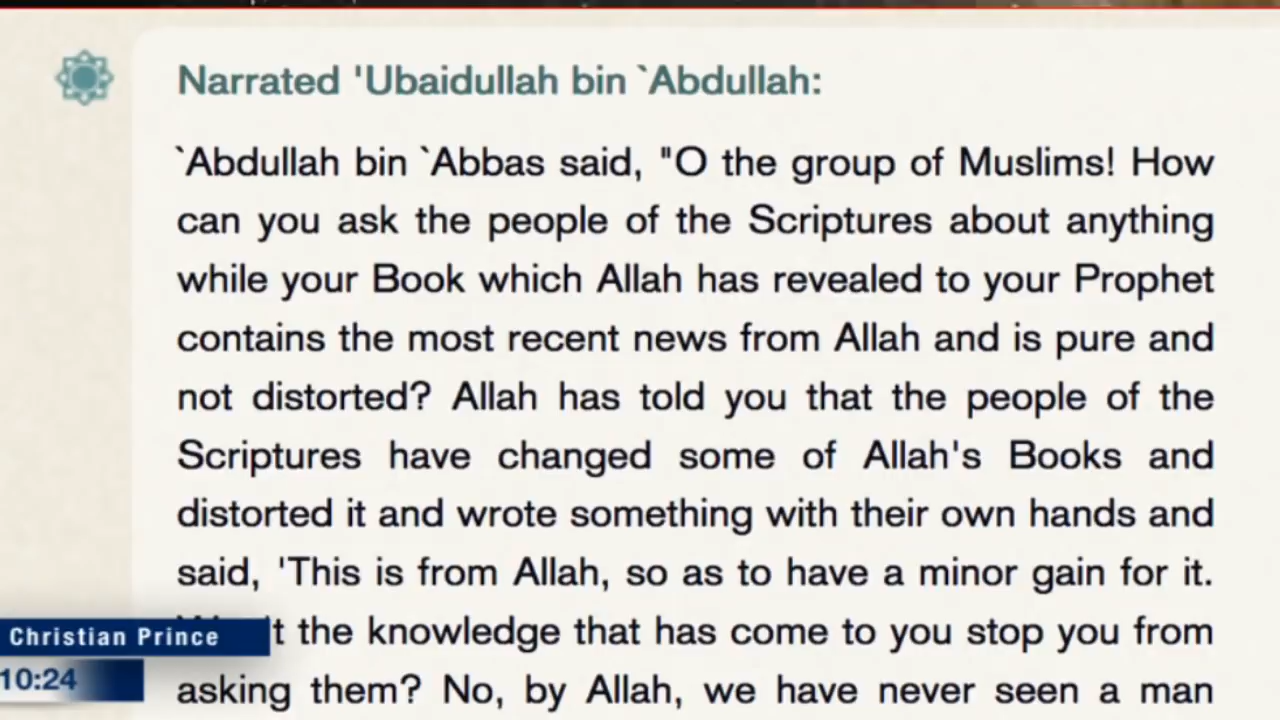 Narrated 'Ubaidullah bin `Abdullah:
`Abdullah bin `Abbas said, "O the group of Muslims! How
can you ask the people of the Scriptures about anything
while your Book which Allah has revealed to your Prophet
contains the most recent news from Allah and is pure and
not distorted? Allah has told you that the people of the
Scriptures have changed some of Allah's Books and
distorted it and wrote something with their own hands and
said, 'This is from Allah, so as to have a minor gain for it.
the knowledge that has come to you stop you from
asking them? No, by Allah, we have never seen a man
Christian Prince
10:24